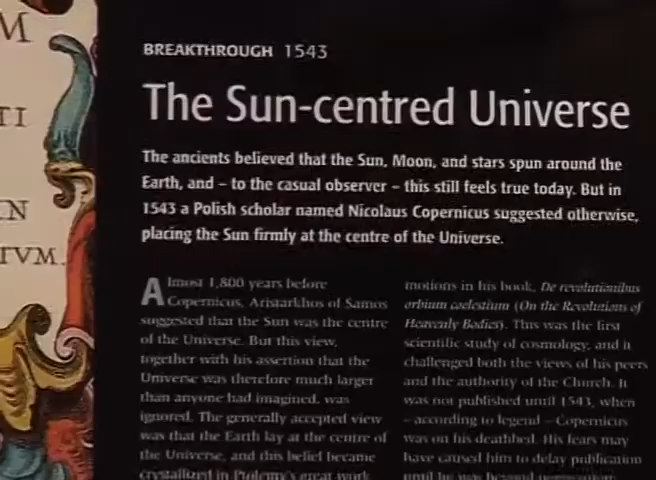 M
TI
IN
TVM.
BREAKTHROUGH 1543
The Sun-centred Universe
The ancients believed that the Sun, Moon, and stars spun around the
Earth, and – to the casual observer – this still feels true today. But in
1543 a Polish scholar named Nicolaus Copernicus suggested otherwise,
placing the Sun firmly at the centre of the Universe.
Almost 1,800 years before
Copernicus, Aristarkhos of Samos
suggested that the Sun was the centre
of the Universe. But this view,
together with his assertion that the
Universe was therefore much larger
than anyone had imagined, was
ignored. The generally accepted view
was that the Earth lay at the centre of
the Universe, and this belief became
crystallized in Ptolemy's great work
motions in his book, De revolutionibus
orbium coelestium (On the Revolutions of
Heavenly Bodies). This was the first
scientific study of cosmology, and it
challenged both the views of his peers
and the authority of the Church. It
was not published until 1543, when
– according to legend – Copernicus
was on his deathbed. His fears may
have caused him to delay publication
until he was beyond